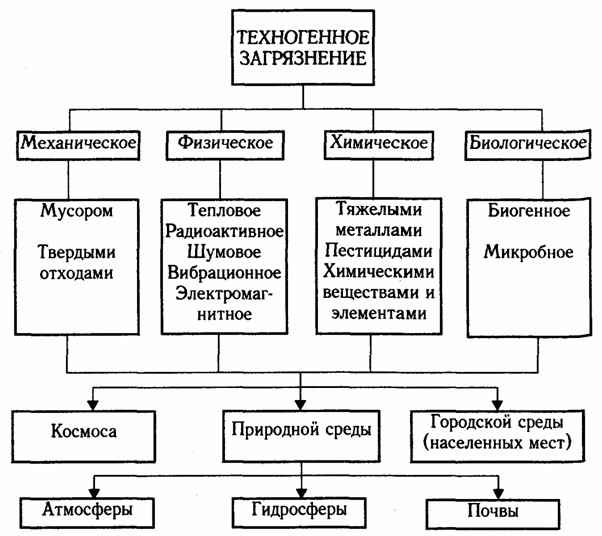 ТЕХНОГЕННОЕ
ЗАГРЯЗНЕНИЕ
Механическое
Физическое
Химическое
Биологическое
Мусором
Твердыми
отходами
Тепловое
Радиоактивное
Шумовое
Вибрационное
Электромаг-
нитное
Тяжелыми
металлами
Пестицидами
Химическими
веществами и
элементами
Биогенное
Микробное
Космоса
Природной среды
Городской среды
(населенных мест)
Атмосферы
Гидросферы
Почвы